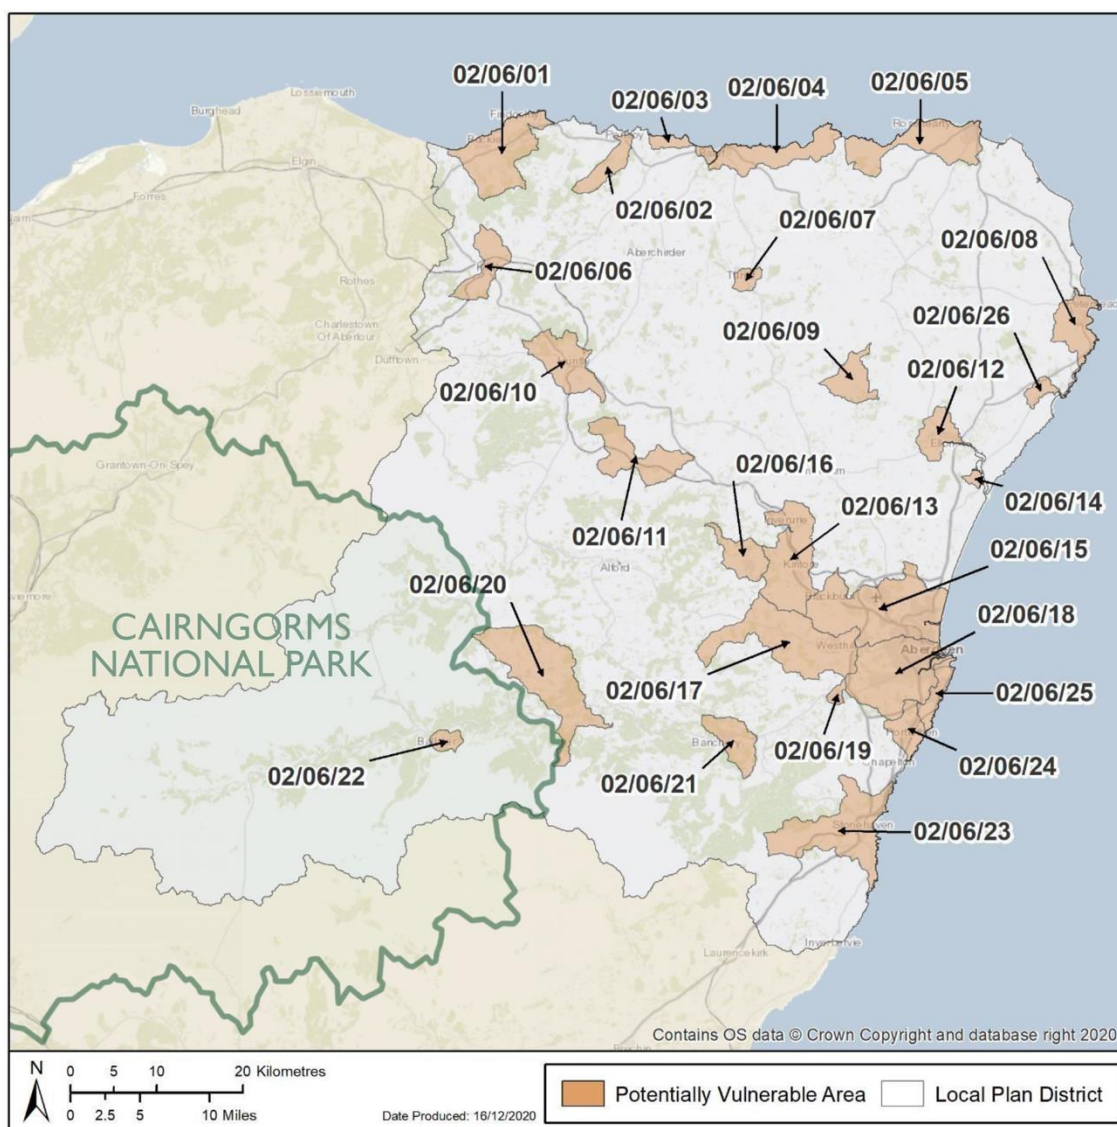 02/06/01
02/06/03
02/06/04
02/06/05
Lossiemouth
Burghead
Elgin
Forres
02/06/02
02/06/07
Aberchirder
02/06/08
02/06/06
Rothes
02/06/26
Charlestown
Of Aberlour
Dufftown
02/06/09
02/06/12
02/06/10
Grantown-On-Spey
02/06/16
02/06/13
02/06/14
02/06/11
Kintore
Alford
02/06/15
02/06/20
Blackburn
02/06/18
CAIRNGORMS
NATIONAL PARK
02/06/17
02/06/25
02/06/22
02/06/21
02/06/19
02/06/24
Stonehaven
02/06/23
Laurencekirk
Contains OS data © Crown Copyright and database right 2020
N
0 5 10 20 Kilometres
0 2.5 5 10 Miles
Date Produced: 16/12/2020
Potentially Vulnerable Area
Local Plan District